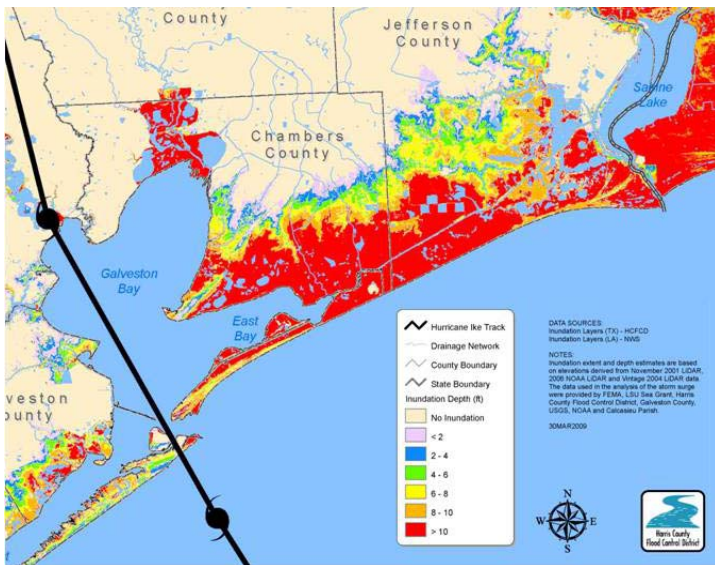 County
Jefferson
County
Sabine
Lake
Chambers
County
Galveston
Bay
East
Bay
veston
ounty
Hurricane Ike Track
Drainage Network
County Boundary
State Boundary
Inundation Depth (ft)
No Inundation
< 2
2 - 4
4 - 6
6 - 8
8 - 10
> 10
DATA SOURCES:
Inundation Layers (TX) - HCFCD
Inundation Layers (LA) - NWS
NOTES:
Inundation extent and depth estimates are based
on elevations derived from November 2001 LiDAR,
2006 NOAA LiDAR and Vintage 2004 LiDAR data.
The data used in the analysis of the storm surge
were provided by FEMA, LSU Sea Grant, Harris
County Flood Control District, Galveston County,
USGS, NOAA and Calcasieu Parish.
30MAR2009
N
W E
S
Harris County
Flood Control District